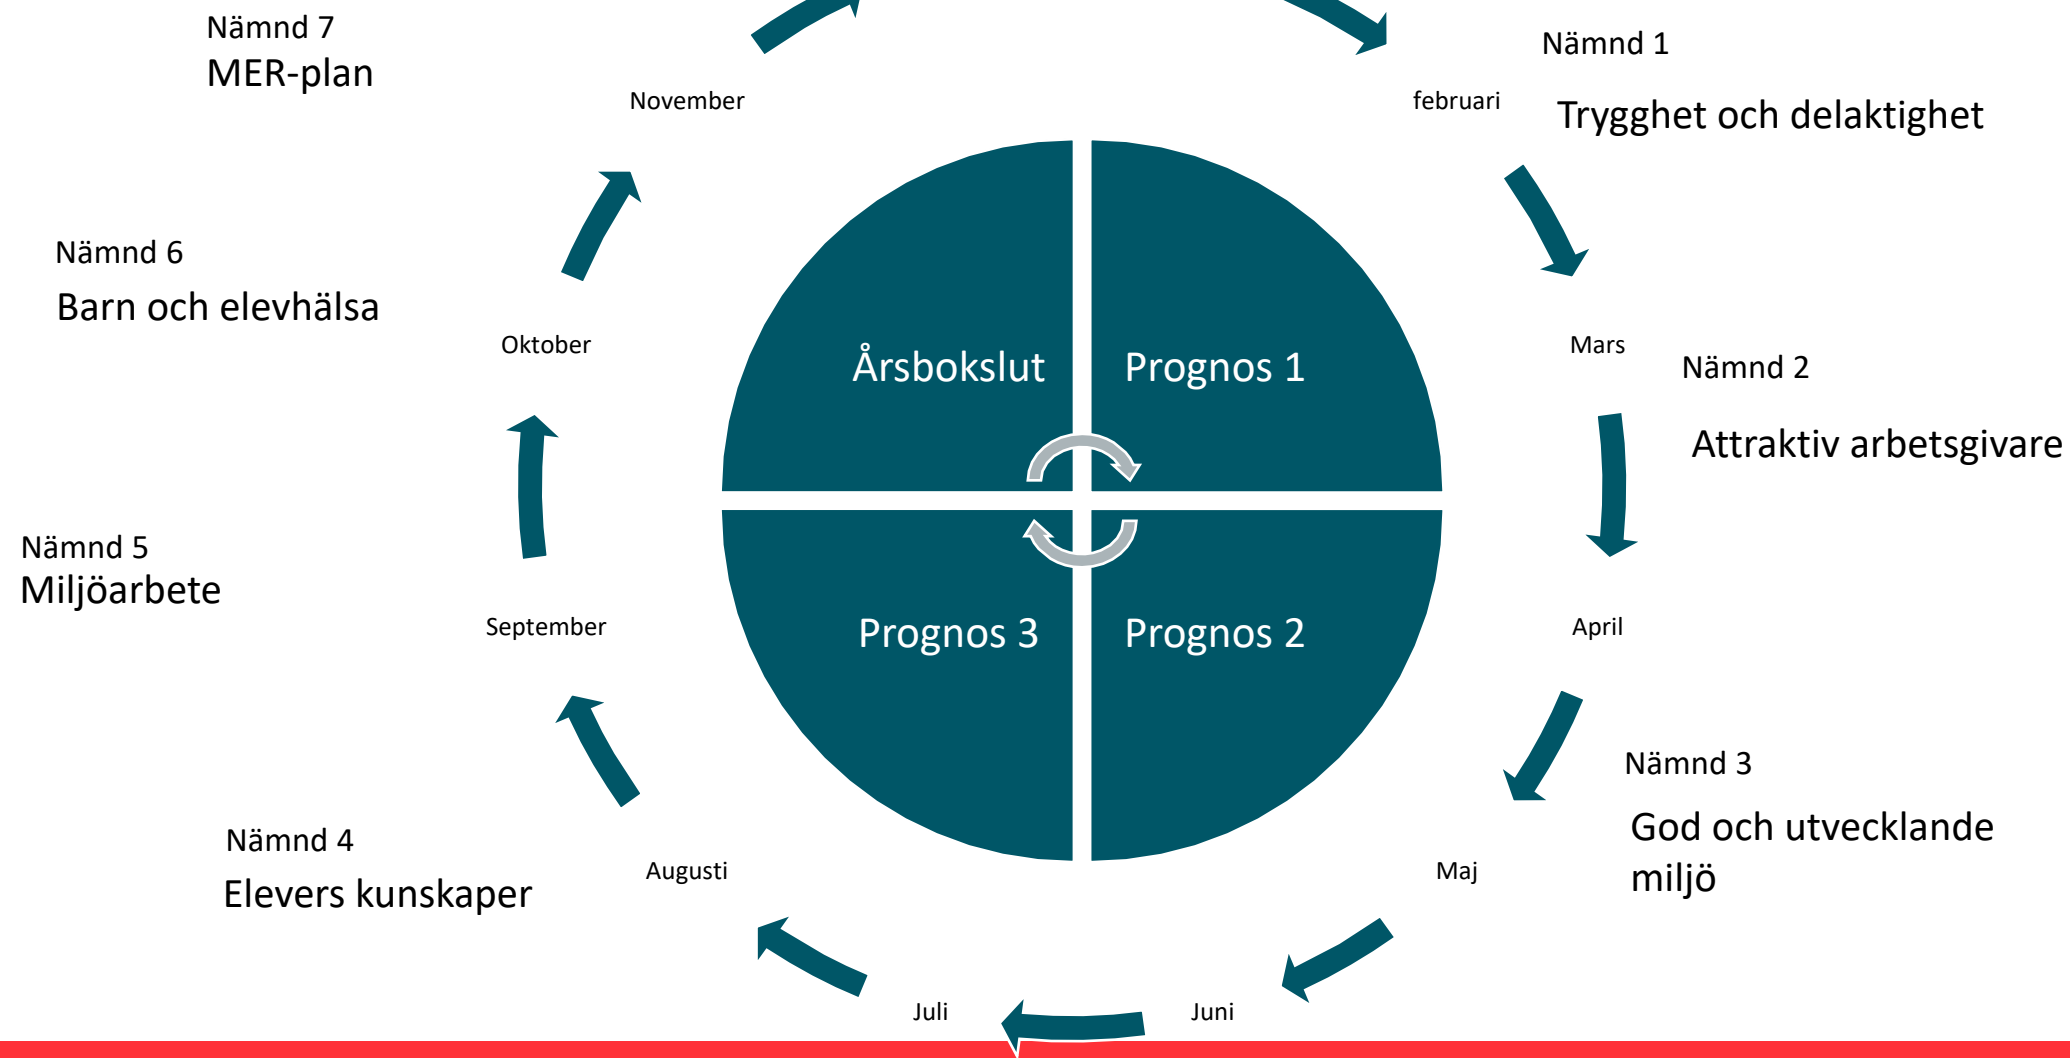 Nämnd 7
MER-plan
November
februari
Nämnd 1
Trygghet och delaktighet
Nämnd 6
Barn och elevhälsa
Oktober
Årsbokslut
Prognos 1
Mars
Nämnd 2
Attraktiv arbetsgivare
Nämnd 5
Miljöarbete
September
Prognos 3
Prognos 2
April
Nämnd 3
God och utvecklande
miljö
Nämnd 4
Elevers kunskaper
Augusti
Maj
Juli
Juni